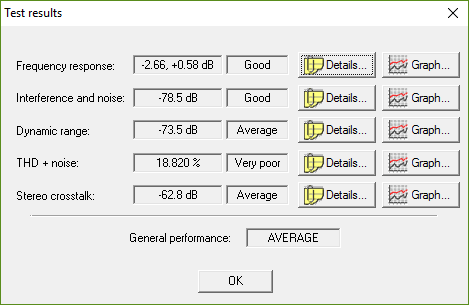 Test results
Frequency response: -2.66, +0.58 dB Good Details... Graph...
Interference and noise: -78.5 dB Good Details... Graph...
Dynamic range: -73.5 dB Average Details... Graph...
THD + noise: 18.820 % Very poor Details... Graph...
Stereo crosstalk: -62.8 dB Average Details... Graph...
General performance: AVERAGE
OK